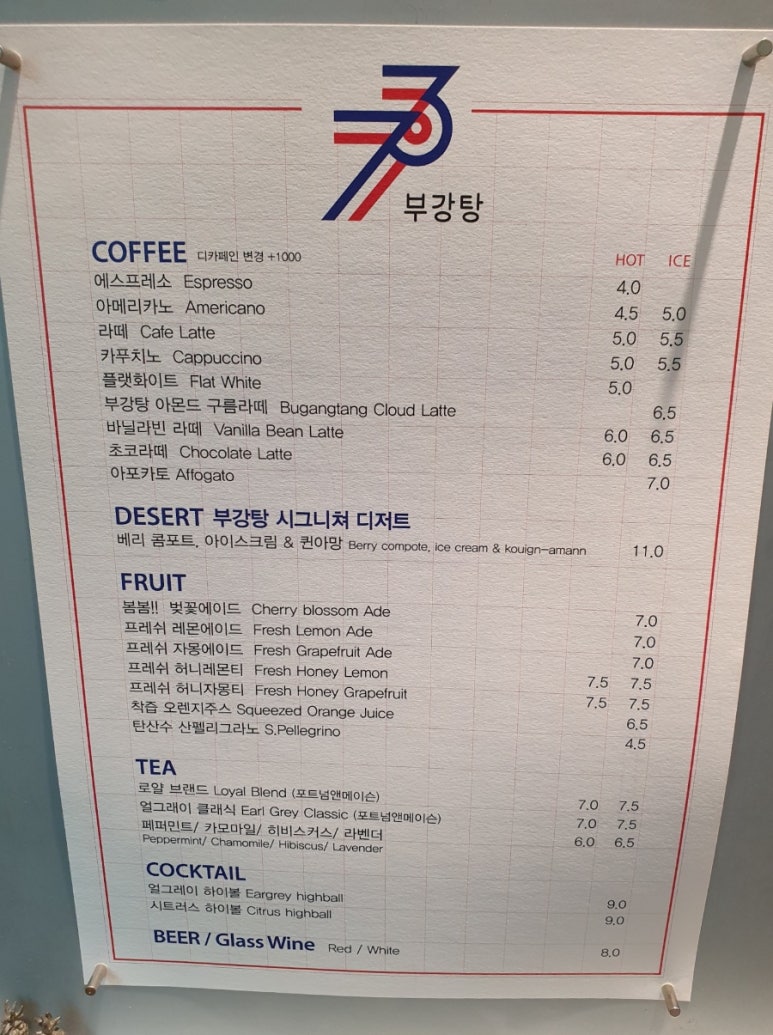 부강탕
COFFEE 디카페인 변경 +1000 HOT ICE
에스프레소 Espresso 4.0
아메리카노 Americano 4.5 5.0
라떼 Cafe Latte 5.0 5.5
카푸치노 Cappuccino 5.0 5.5
플랫화이트 Flat White 5.0
부강탕 아몬드 구름라떼 Bugangtang Cloud Latte 6.5
바닐라빈 라떼 Vanilla Bean Latte 6.0 6.5
초코라떼 Chocolate Latte 6.0 6.5
아포카토 Affogato 7.0
DESERT 부강탕 시그니쳐 디저트
베리 콤포트, 아이스크림 & 퀸아망 Berry compote, ice cream & kouign-amann 11.0
FRUIT
봄봄!! 벚꽃에이드 Cherry blossom Ade 7.0
프레쉬 레몬에이드 Fresh Lemon Ade 7.0
프레쉬 자몽에이드 Fresh Grapefruit Ade 7.0
프레쉬 허니레몬티 Fresh Honey Lemon 7.5 7.5
프레쉬 허니자몽티 Fresh Honey Grapefruit 7.5 7.5
착즙 오렌지주스 Squeezed Orange Juice 6.5
탄산수 산펠리그라노 S.Pellegrino 4.5
TEA
로얄 브랜드 Loyal Blend (포트넘앤메이슨) 7.0 7.5
얼그래이 클래식 Earl Grey Classic (포트넘앤메이슨) 7.0 7.5
페퍼민트/ 카모마일/ 히비스커스/ 라벤더 6.0 6.5
Peppermint/ Chamomile/ Hibiscus/ Lavender
COCKTAIL
얼그레이 하이볼 Eargrey highball 9.0
시트러스 하이볼 Citrus highball 9.0
BEER / Glass Wine Red / White 8.0